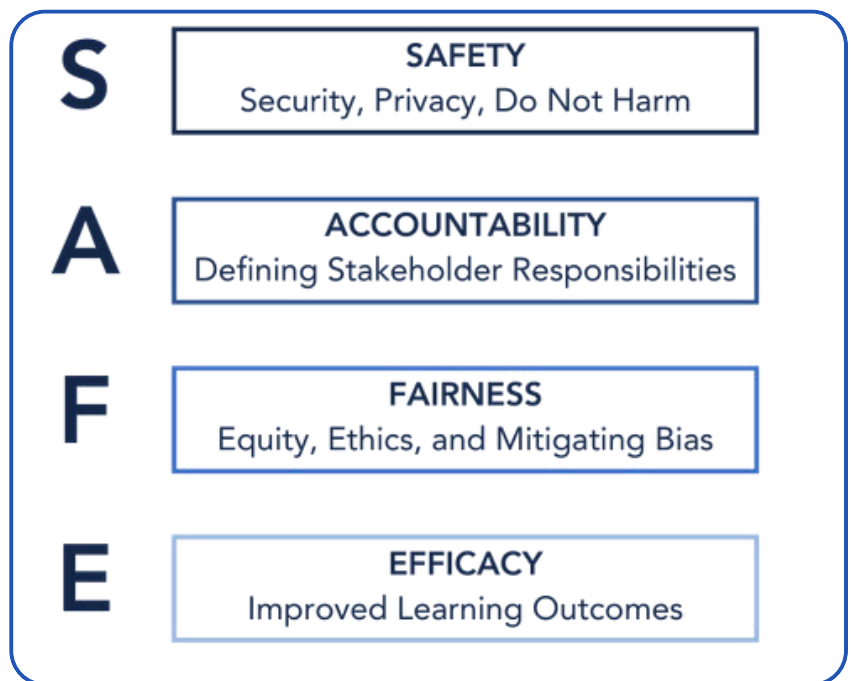 S
SAFETY
Security, Privacy, Do Not Harm
A
ACCOUNTABILITY
Defining Stakeholder Responsibilities
F
FAIRNESS
Equity, Ethics, and Mitigating Bias
E
EFFICACY
Improved Learning Outcomes